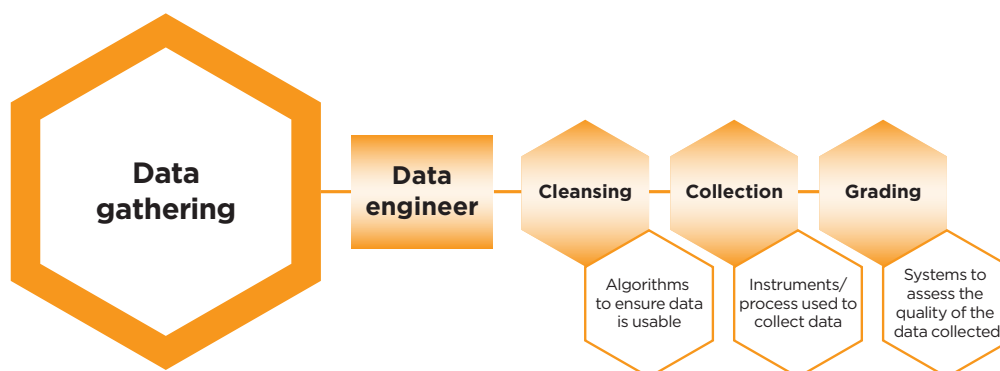 Data
gathering
Data
engineer
Cleansing
Collection
Grading
Algorithms
to ensure data
is usable
Instruments/
process used to
collect data
Systems to
assess the
quality of the
data collected